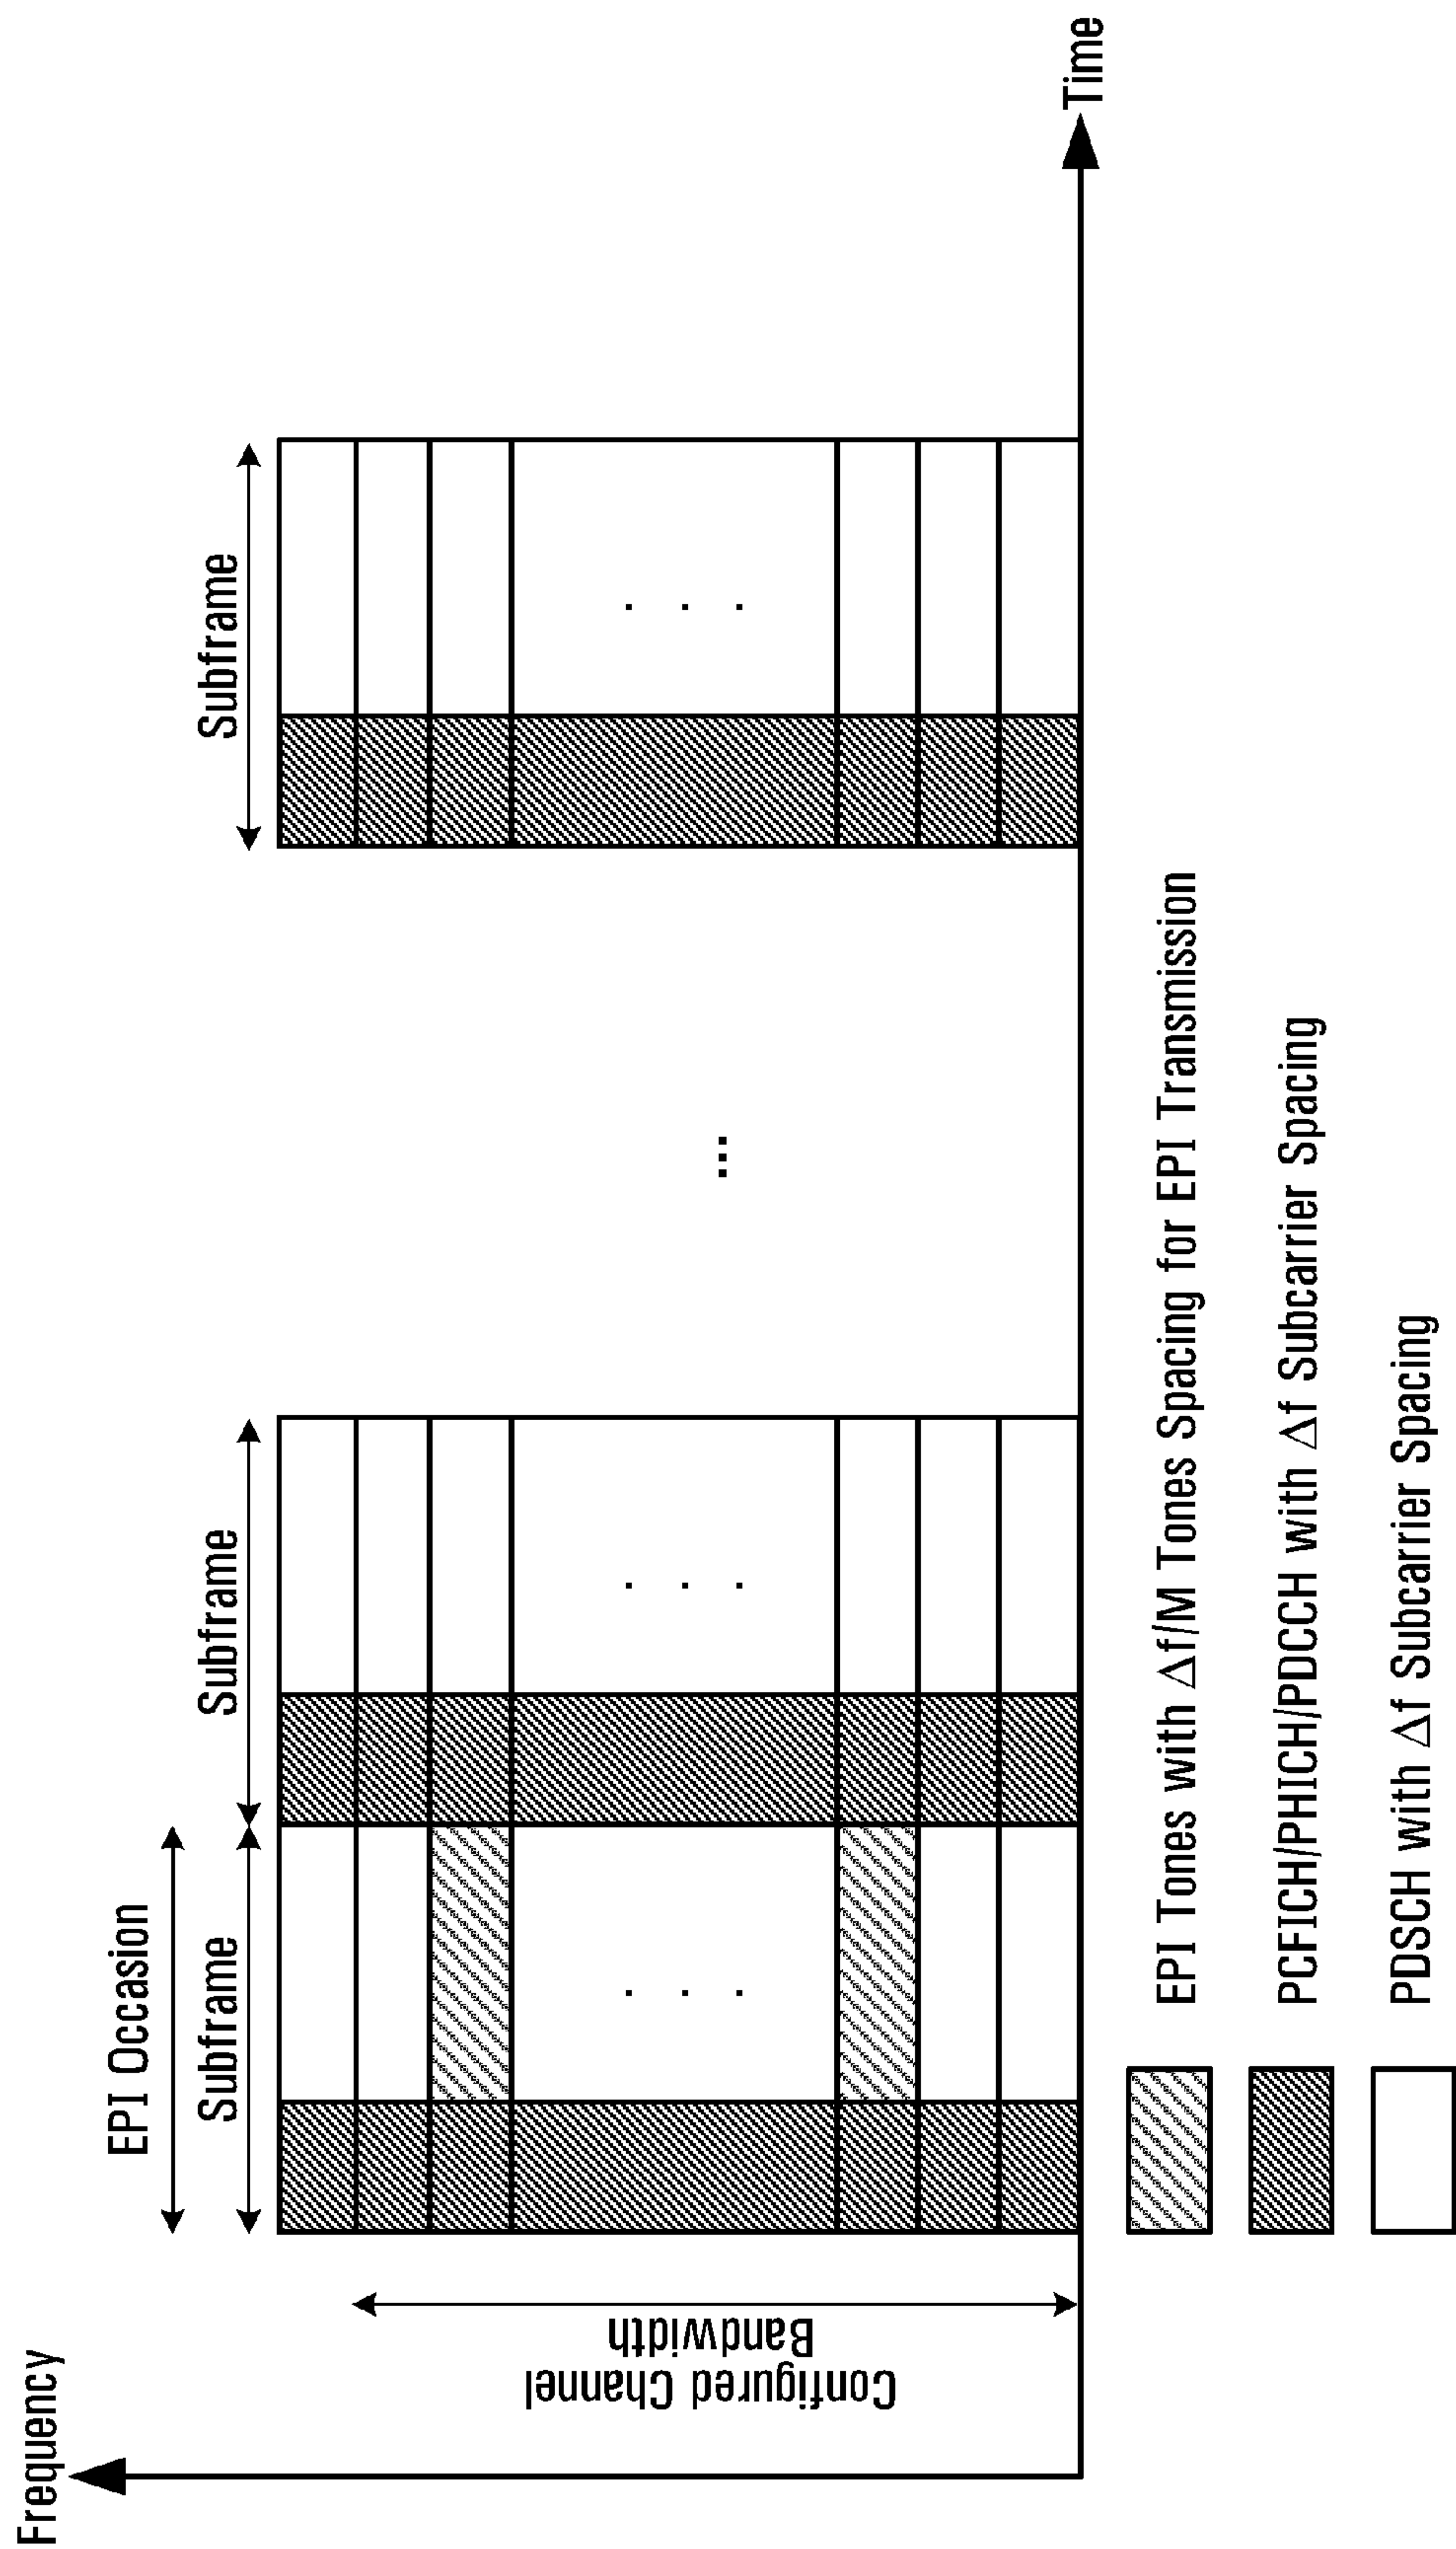 Frequency
EPI Occasion
Subframe
Subframe
Subframe
Configured Channel
Bandwidth
. . .
. . .
...
. . .
Time
EPI Tones with Δf/M Tones Spacing for EPI Transmission
PCFICH/PHICH/PDCCH with Δf Subcarrier Spacing
PDSCH with Δf Subcarrier Spacing